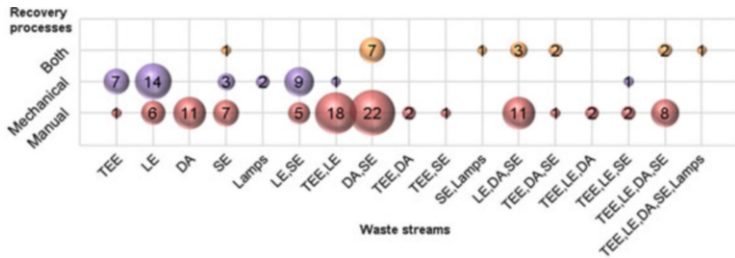 Recovery
processes
Both
1 7 1 3 2 2 1
Mechanical
7 14 3 2 9 1 1
Manual
1 6 11 7 5 18 22 2 1 11 1 2 2 8
TEE
LE
DA
SE
Lamps
LE,SE
TEE,LE
DA,SE
TEE,DA
TEE,SE
SE,Lamps
LE,DA,SE
TEE,DA,SE
TEE,LE,DA
TEE,LE,SE
TEE,LE,DA,SE
TEE,LE,DA,SE,Lamps
Waste streams